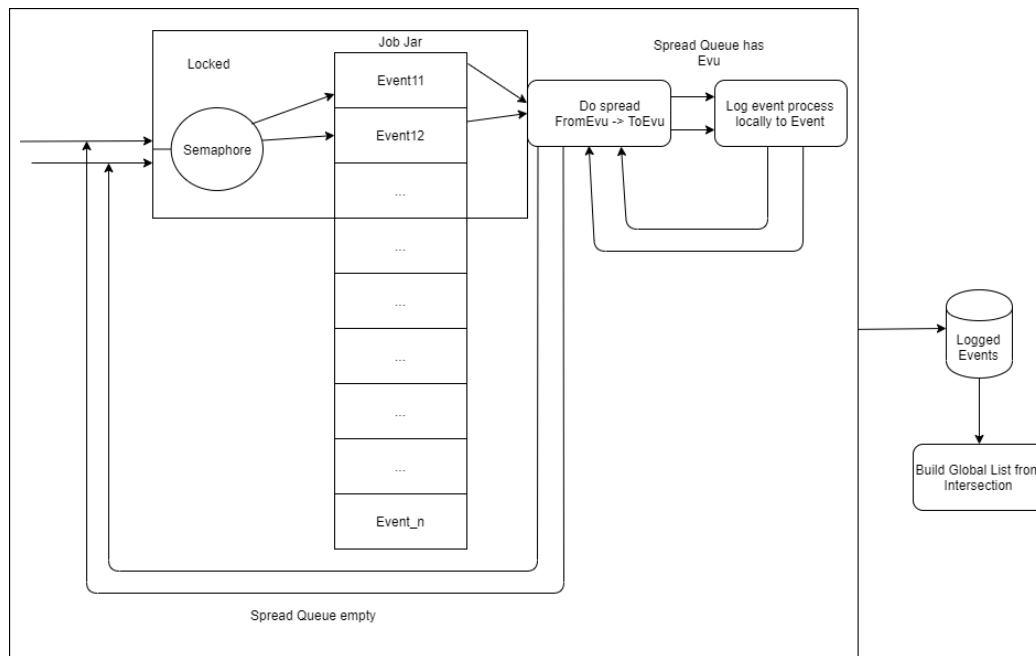 Job Jar
Spread Queue has
Evu
Locked
Event11
Do spread
FromEvu -> ToEvu
Log event process
locally to Event
Semaphore
Event12
...
...
...
...
...
...
Event_n
Logged
Events
Build Global List from
Intersection
Spread Queue empty